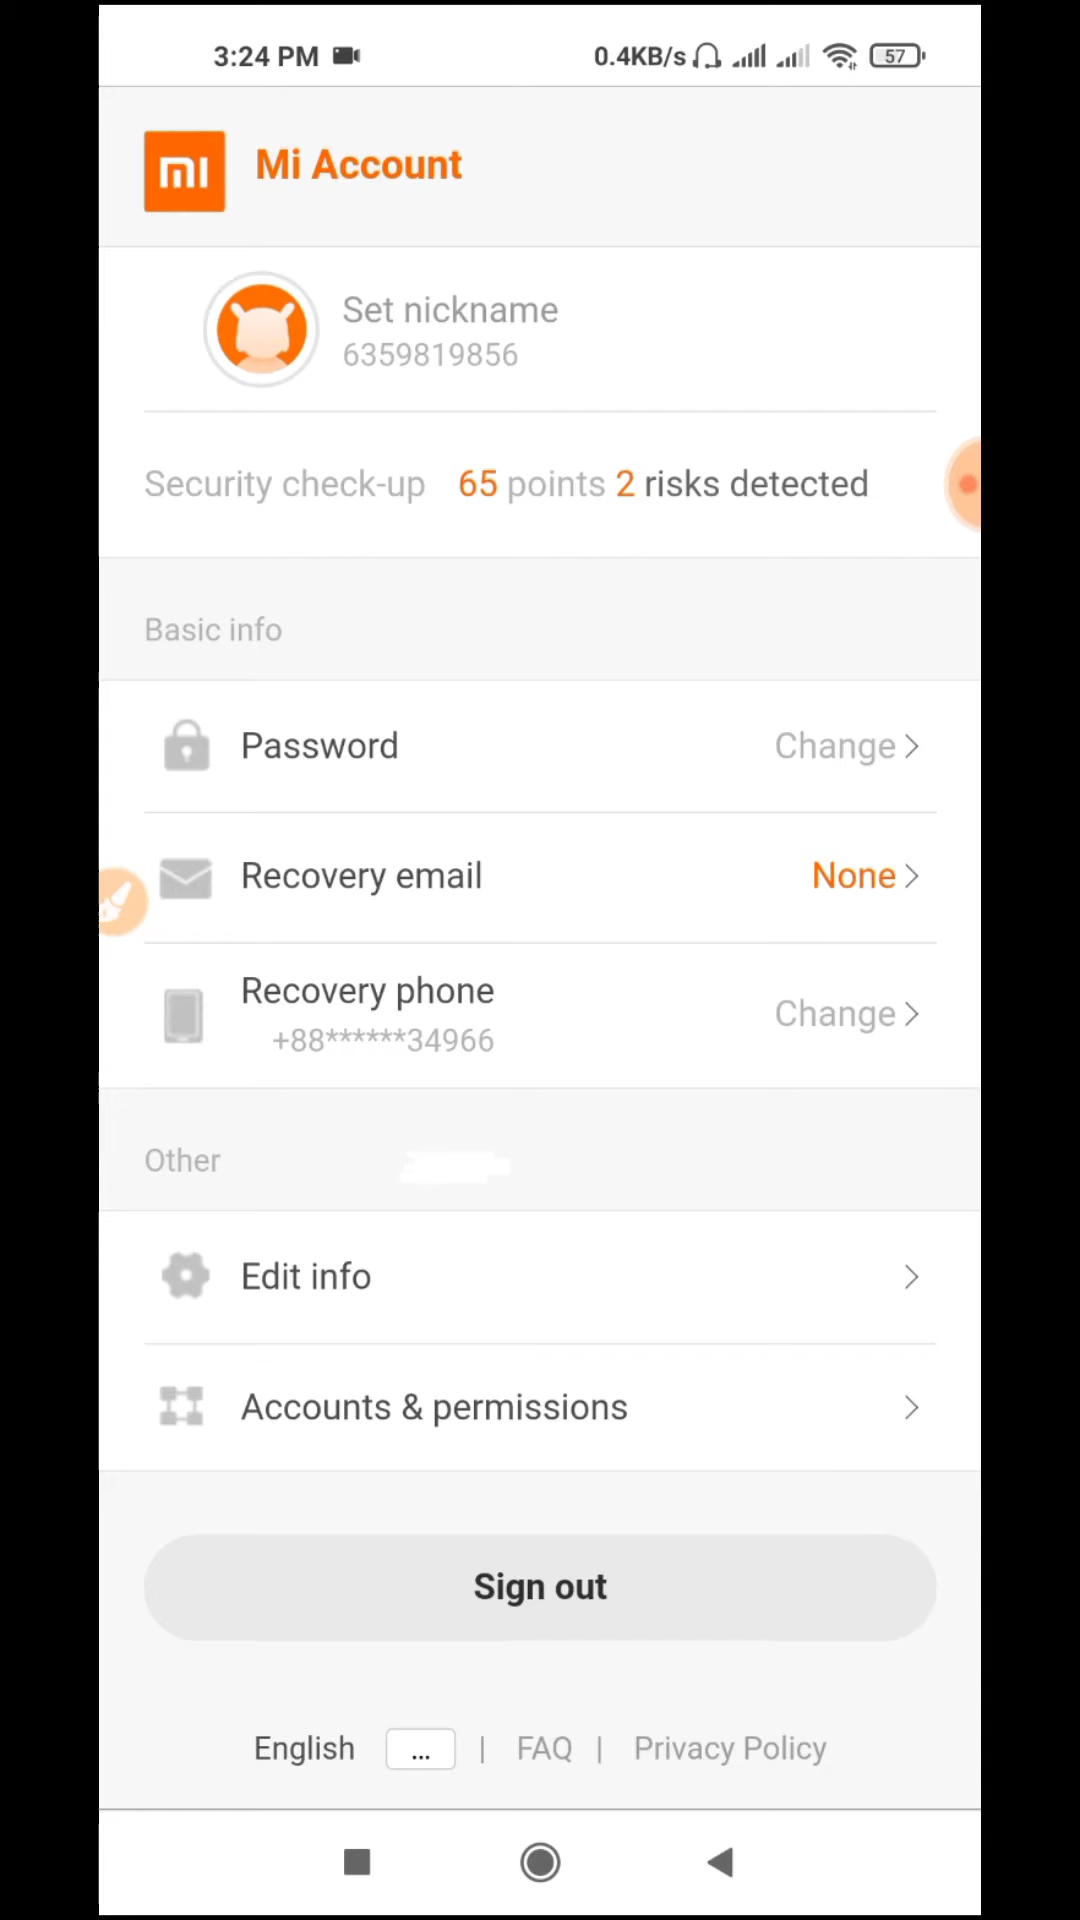 3:24 PM 0.4KB/s 57
mi Mi Account
Set nickname
6359819856
Security check-up 65 points 2 risks detected
Basic info
Password Change
Recovery email None
Recovery phone
+88******34966
Change
Other
Edit info
Accounts & permissions
Sign out
English ... | FAQ | Privacy Policy